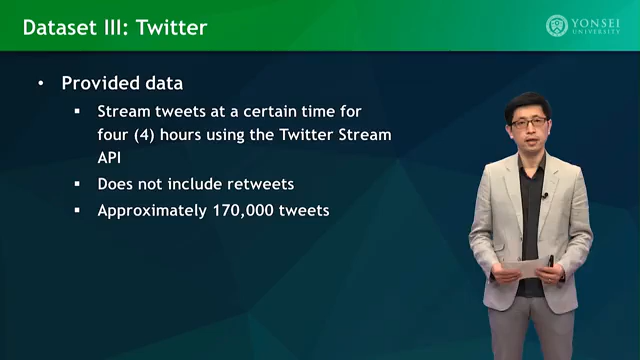 Dataset III: Twitter
YONSEI
UNIVERSITY
• Provided data
▪ Stream tweets at a certain time for
four (4) hours using the Twitter Stream
API
▪ Does not include retweets
▪ Approximately 170,000 tweets